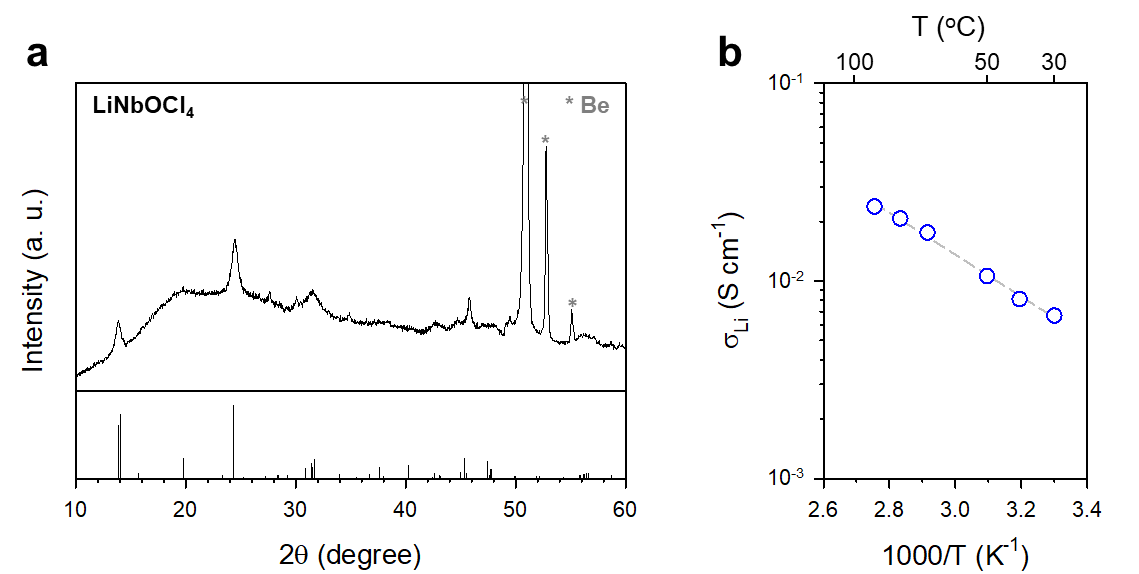 a
LiNbOCl4
* Be
*
*
*
Intensity (a. u.)
10 20 30 40 50 60
2θ (degree)
b
T (oC)
100 50 30
10-1
10-2
10-3
σLi (S cm-1)
2.6 2.8 3.0 3.2 3.4
1000/T (K-1)